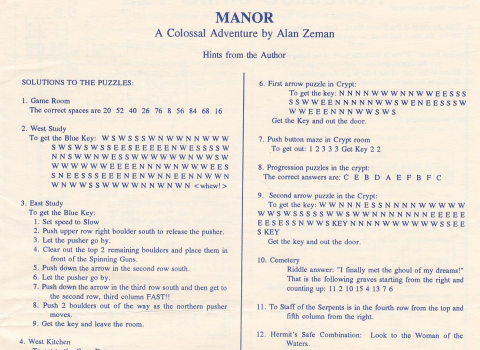 MANOR
A Colossal Adventure by Alan Zeman
Hints from the Author
SOLUTIONS TO THE PUZZLES:
1. Game Room
The correct spaces are 20 52 40 26 76 8 56 84 68 16
2. West Study
To get the Blue Key: W S W S S S W N W W N N W W W
S W S W S W S S E E S E E E E E N W E S S S S W
N N S W W N W E S S W W W W W N W W S W
W W W W W W E E E E N N N W N N W W W E E S
N E E S S S E E E N E N W N N E E N N W W N
W N W W S S W W W W N N W W N W N <whew!>
3. East Study
To get the Blue Key:
1. Set speed to Slow
2. Push upper row right boulder south to release the pusher.
3. Let the pusher go by.
4. Clear out the top 2 remaining boulders and place them in
front of the Spinning Guns.
5. Push down the arrow in the second row south.
6. Let the pusher go by.
7. Push down the arrow in the third row south and then get to
the second row, third column FAST!!
8. Push 2 boulders out of the way as the northern pusher
moves.
9. Get the key and leave the room.
4. West Kitchen
6. First arrow puzzle in Crypt:
To get the key: N N N N W W W N N W W E E S S S
S S W W E E N N N N N W W S W E N E E S S S W
W W E E E N N N W W S W S
Get the Key and out the door.
7. Push button maze in Crypt room
To get out: 1 2 3 3 3 Get Key 2 2
8. Progression puzzles in the crypt:
The correct answers are: C E B D A E F B F C
9. Second arrow puzzle in the Crypt:
To get the key: W W N N N E S S N N N N W W W W W
W W S W S S S S S W W S W W N N N N N N E E E E E
E E S E S N N W W S KEY N N N N W W W W W W S S E E
S KEY
Get the key and out the door.
10. Cemetery
Riddle answer: "I finally met the ghoul of my dreams!"
That is the following graves starting from the right and
counting up: 11 2 10 15 4 13 7 6
11. To Staff of the Serpents is in the fourth row from the top and
fifth column from the right.
12. Hermit's Safe Combination: Look to the Woman of the
Waters.